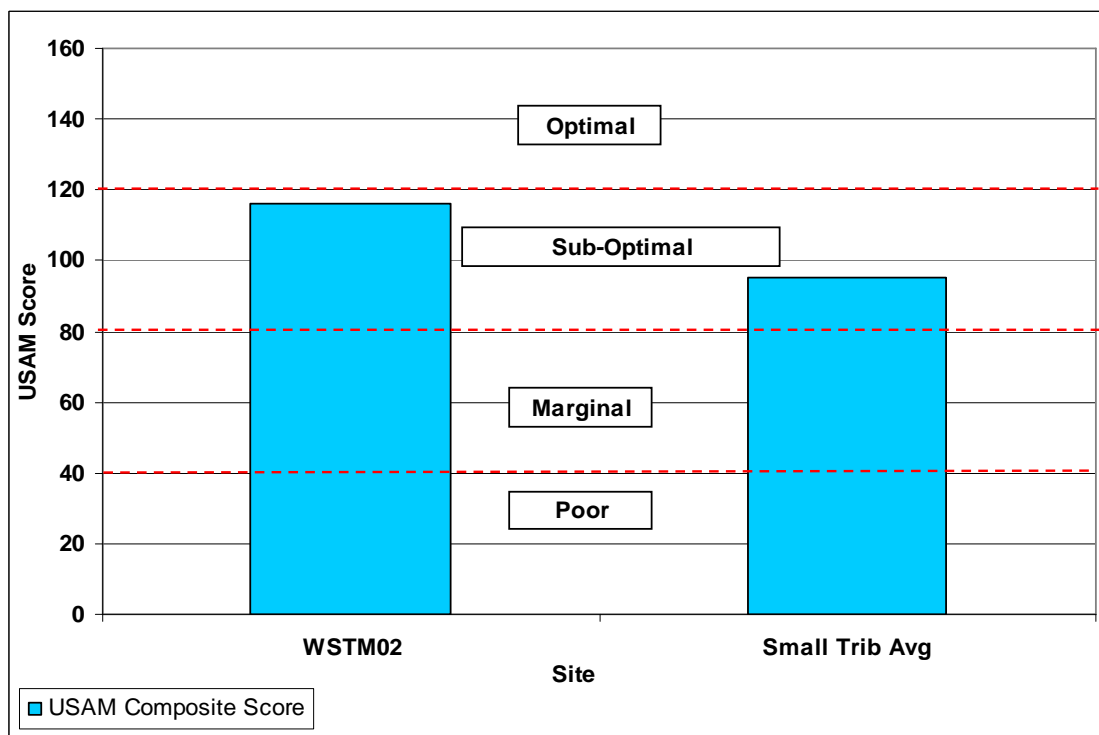 160
140
120
100
80
60
40
20
0
USAM Score
Optimal
Sub-Optimal
Marginal
Poor
WSTM02
Small Trib Avg
Site
USAM Composite Score